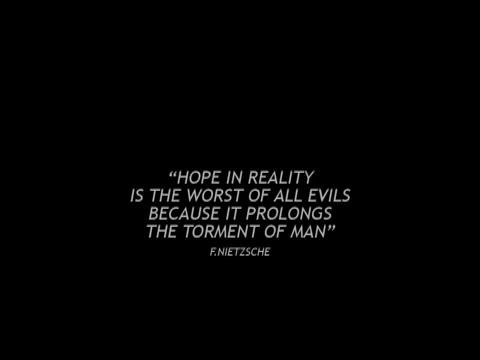 “HOPE IN REALITY
IS THE WORST OF ALL EVILS
BECAUSE IT PROLONGS
THE TORMENT OF MAN”
F.NIETZSCHE